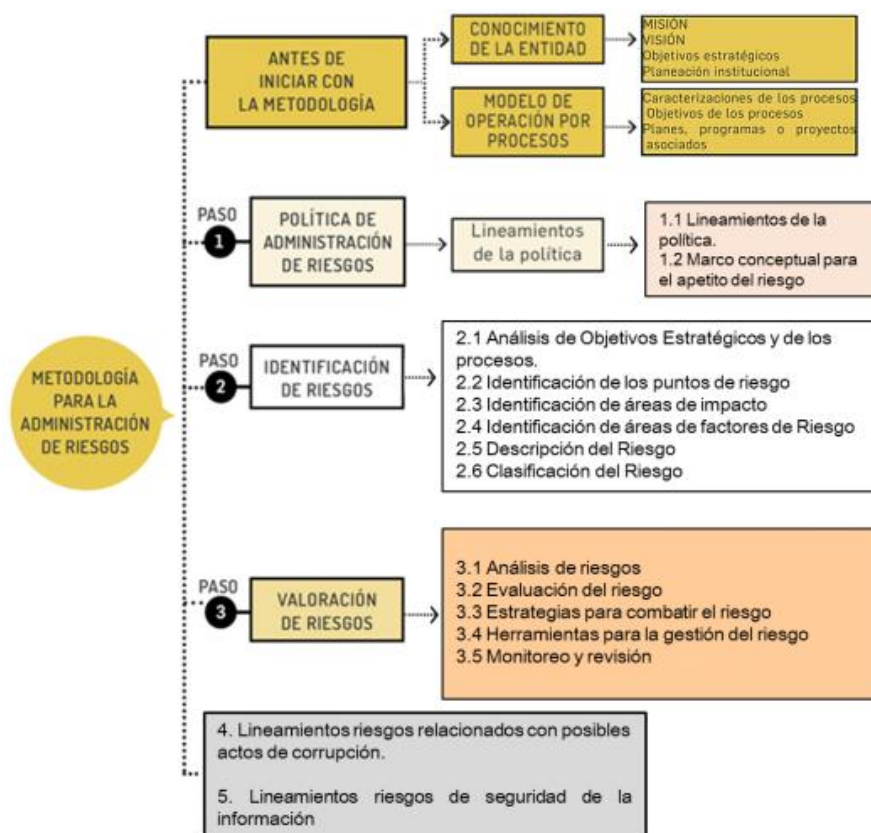 ANTES DE
INICIAR CON
LA METODOLOGÍA
CONOCIMIENTO
DE LA ENTIDAD
MISIÓN
VISIÓN
Objetivos estratégicos
Planeación institucional
MODELO DE
OPERACIÓN POR
PROCESOS
Caracterizaciones de los procesos
Objetivos de los procesos
Planes, programas o proyectos
asociados
PASO
1
POLÍTICA DE
ADMINISTRACIÓN
DE RIESGOS
Lineamientos
de la política
1.1 Lineamientos de la
política.
1.2 Marco conceptual para
el apetito del riesgo
METODOLOGÍA
PARA LA
ADMINISTRACIÓN
DE RIESGOS
PASO
2
IDENTIFICACIÓN
DE RIESGOS
2.1 Análisis de Objetivos Estratégicos y de los
procesos.
2.2 Identificación de los puntos de riesgo
2.3 Identificación de áreas de impacto
2.4 Identificación de áreas de factores de Riesgo
2.5 Descripción del Riesgo
2.6 Clasificación del Riesgo
PASO
3
VALORACIÓN
DE RIESGOS
3.1 Análisis de riesgos
3.2 Evaluación del riesgo
3.3 Estrategias para combatir el riesgo
3.4 Herramientas para la gestión del riesgo
3.5 Monitoreo y revisión
4. Lineamientos riesgos relacionados con posibles
actos de corrupción.
5. Lineamientos riesgos de seguridad de la
información